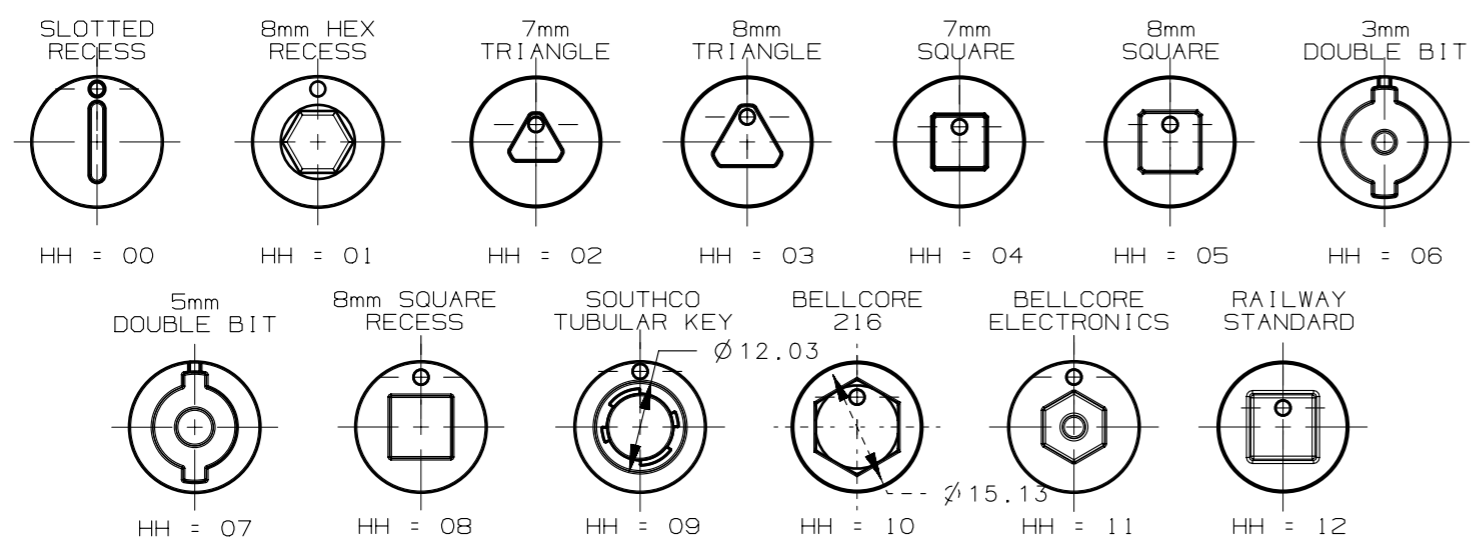 SLOTTED
RECESS
8mm HEX
RECESS
7mm
TRIANGLE
8mm
TRIANGLE
7mm
SQUARE
8mm
SQUARE
3mm
DOUBLE BIT
HH = 00
HH = 01
HH = 02
HH = 03
HH = 04
HH = 05
HH = 06
5mm
DOUBLE BIT
8mm SQUARE
RECESS
SOUTHCO
TUBULAR KEY
BELLCORE
216
BELLCORE
ELECTRONICS
RAILWAY
STANDARD
Ø12.03
Ø15.13
HH = 07
HH = 08
HH = 09
HH = 10
HH = 11
HH = 12